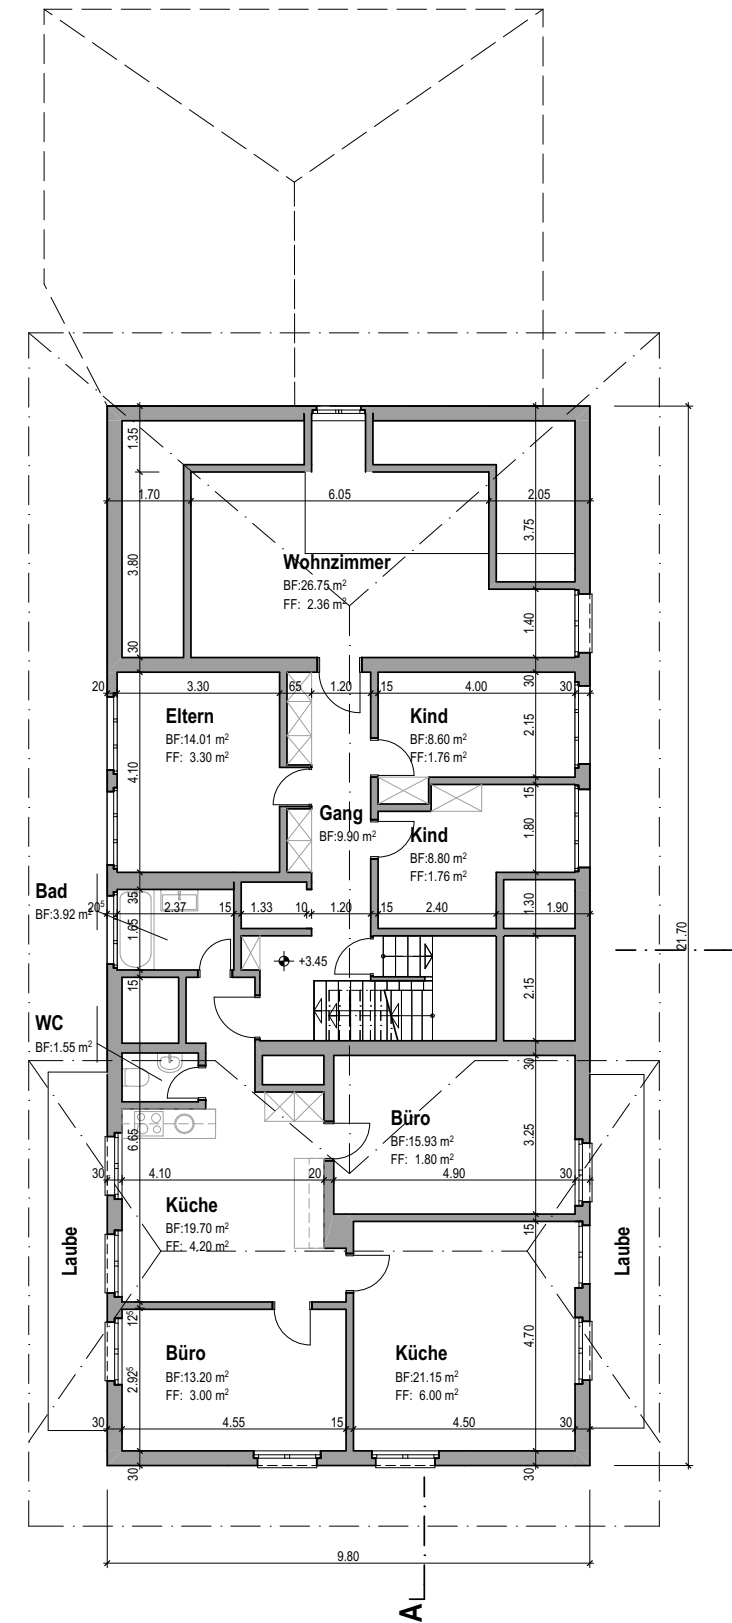 1.35
1.70
6.05
2.05
3.75
3.80
Wohnzimmer
BF:26.75 m²
FF: 2.36 m²
1.40
30
30
20
3.30
65
1.20
15
4.00
30
Eltern
BF:14.01 m²
FF: 3.30 m²
Kind
BF:8.60 m²
FF:1.76 m²
2.15
4.10
15
Gang
BF:9.90 m²
Kind
BF:8.80 m²
FF:1.76 m²
1.80
Bad
BF:3.92 m²
35
20⁵
2.37
15
1.33
10
1.20
15
2.40
1.30
1.90
1.65
21.70
+3.45
15
2.15
WC
BF:1.55 m²
30
Büro
BF:15.93 m²
FF: 1.80 m²
3.25
6.65
30
4.10
20
4.90
30
Küche
BF:19.70 m²
FF: 4,20 m²
15
Laube
Laube
12⁵
Büro
BF:13.20 m²
FF: 3.00 m²
Küche
BF:21.15 m²
FF: 6.00 m²
4.70
2.92⁵
30
4.55
15
4.50
30
30
30
9.80
A